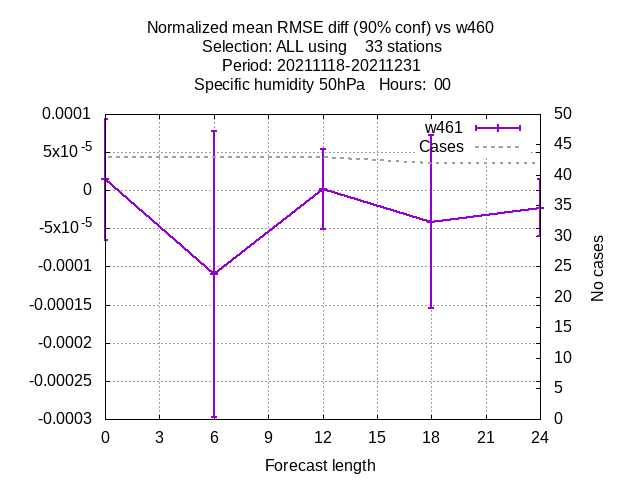 Normalized mean RMSE diff (90% conf) vs w460
Selection: ALL using    33 stations
Period: 20211118-20211231
Specific humidity 50hPa   Hours:  00
w461
Cases
0.0001
5x10⁻⁵
0
-5x10⁻⁵
-0.0001
-0.00015
-0.0002
-0.00025
-0.0003
50
45
40
35
30
25
20
15
10
5
0
No cases
0 3 6 9 12 15 18 21 24
Forecast length